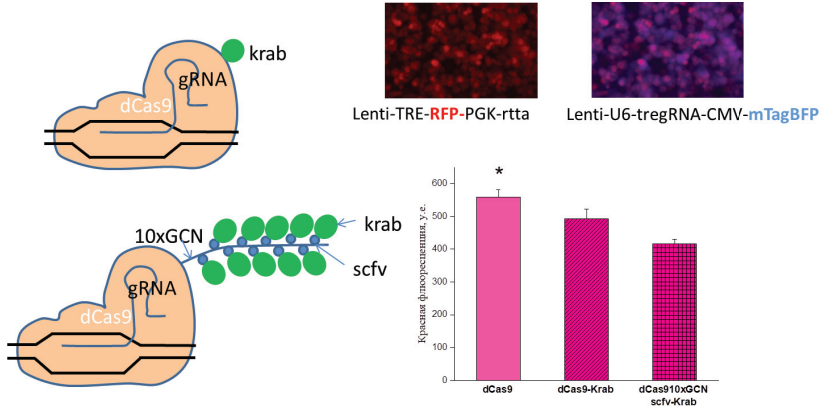 krab
gRNA
dCas9
Lenti-TRE-RFP-PGK-rtta
Lenti-U6-tregRNA-CMV-mTagBFP
10xGCN
krab
scfv
gRNA
dCas9
Красная флюоресценция, у.е.
600
500
400
300
200
100
0
*
dCas9
dCas9-Krab
dCas910xGCN
scfv-Krab